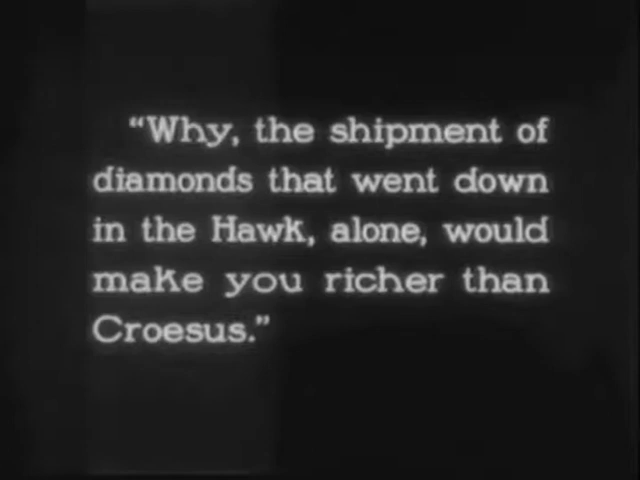 “Why, the shipment of
diamonds that went down
in the Hawk, alone, would
make you richer than
Croesus.”